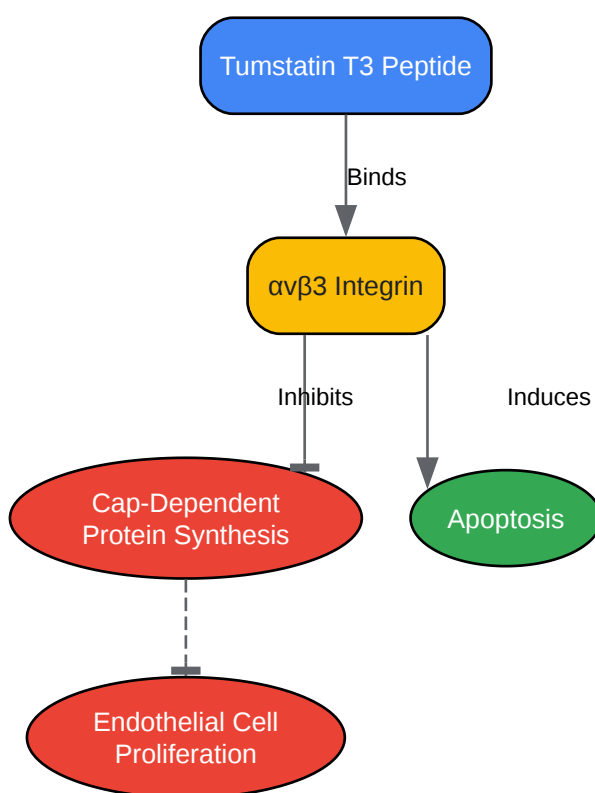 Tumstatin T3 Peptide
Binds
αvβ3 Integrin
Inhibits
Induces
Cap-Dependent
Protein Synthesis
Apoptosis
Endothelial Cell
Proliferation